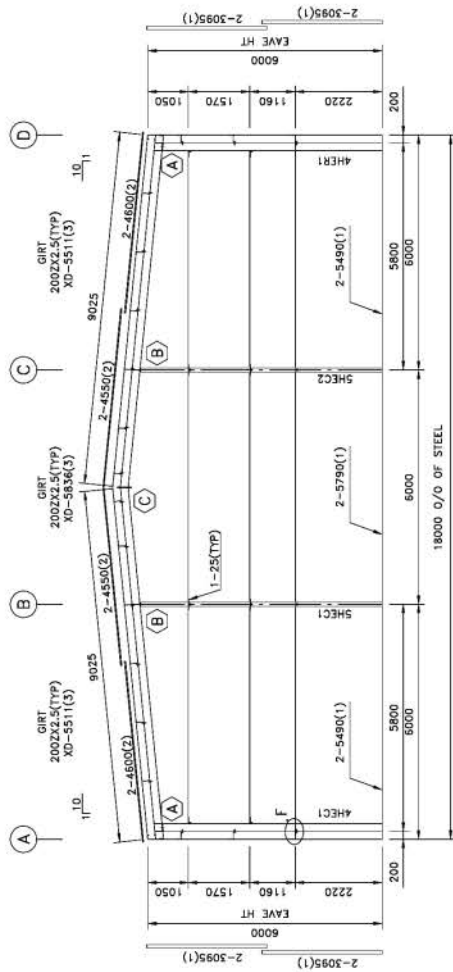 A
B
C
D
GIRT
200ZX2.5(TYP)
XD-5511(3)
GIRT
200ZX2.5(TYP)
XD-5836(3)
GIRT
200ZX2.5(TYP)
XD-5511(3)
10
1
9025
9025
10
1
2-4600(2)
2-4550(2)
2-4550(2)
2-4600(2)
A
B
C
B
A
2-3095(1)
2-3095(1)
EAVE HT
6000
1050
1570
1160
2220
1-25(TYP)
F
4HEC1
5HEC1
5HEC2
4HER1
2-5490(1)
2-5790(1)
2-5490(1)
1050
1570
1160
2220
6000
EAVE HT
2-3095(1)
2-3095(1)
200
5800
5800
200
6000
6000
6000
18000 O/O OF STEEL